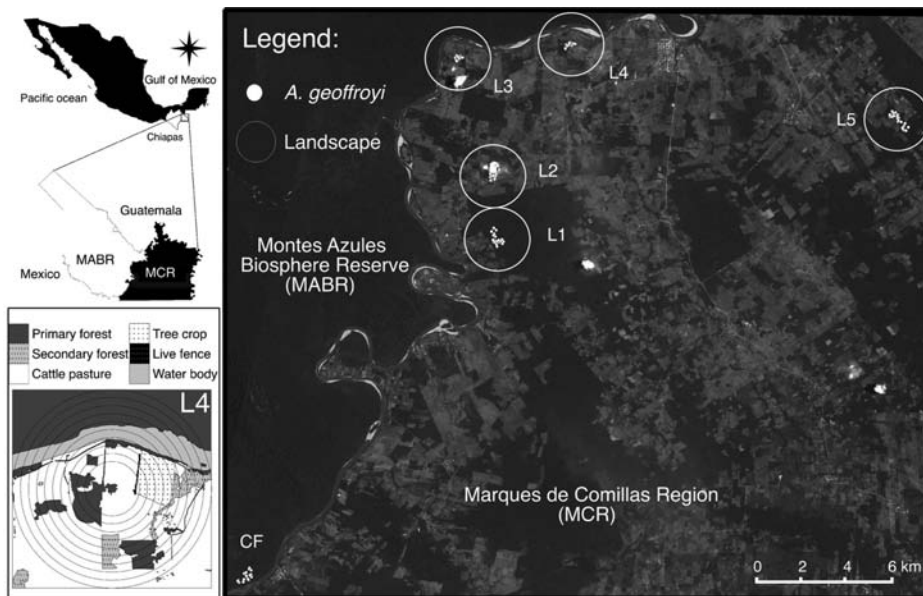 Gulf of Mexico
Pacific ocean
Chiapas
Guatemala
Mexico
MABR
MCR
Primary forest
Tree crop
Secondary forest
Live fence
Cattle pasture
Water body
L4
Legend:
A. geoffroyi
Landscape
L3
L4
L5
L2
L1
Montes Azules
Biosphere Reserve
(MABR)
Marques de Comillas Region
(MCR)
CF
0 2 4 6 km